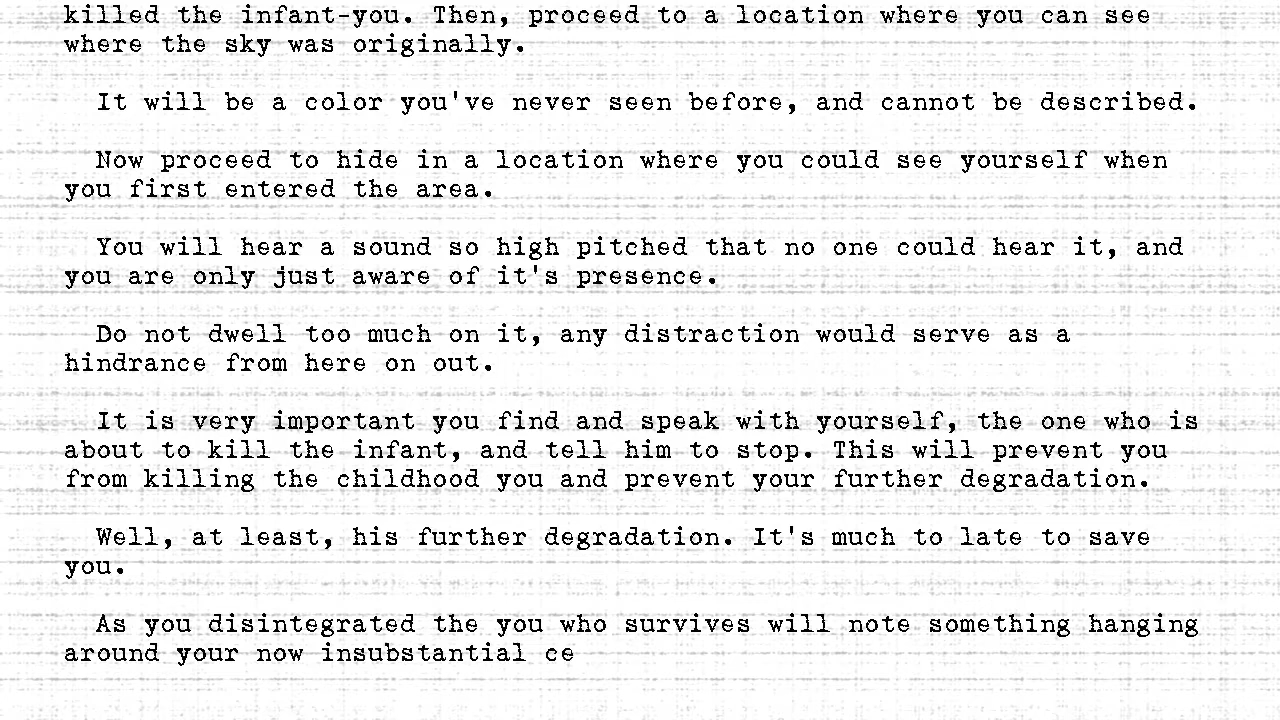 killed the infant-you. Then, proceed to a location where you can see
where the sky was originally.
It will be a color you've never seen before, and cannot be described.
Now proceed to hide in a location where you could see yourself when
you first entered the area.
You will hear a sound so high pitched that no one could hear it, and
you are only just aware of it's presence.
Do not dwell too much on it, any distraction would serve as a
hindrance from here on out.
It is very important you find and speak with yourself, the one who is
about to kill the infant, and tell him to stop. This will prevent you
from killing the childhood you and prevent your further degradation.
Well, at least, his further degradation. It's much to late to save
you.
As you disintegrated the you who survives will note something hanging
around your now insubstantial ce